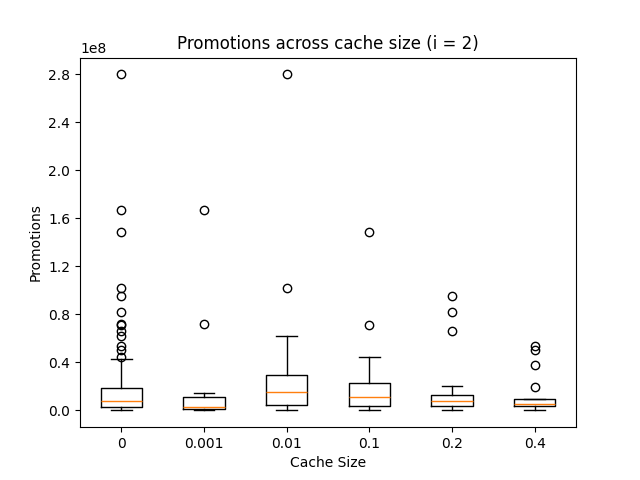 Promotions across cache size (i = 2)
1e8
2.8
2.4
2.0
1.6
1.2
0.8
0.4
0.0
Promotions
0 0.001 0.01 0.1 0.2 0.4
Cache Size